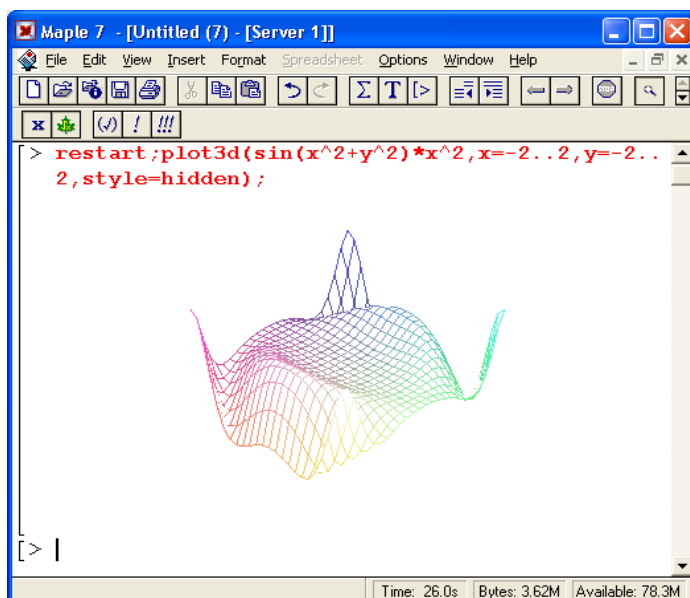 Maple 7 - [Untitled (7) - [Server 1]]
File Edit View Insert Format Spreadsheet Options Window Help
Σ T [>
STOP
x (√) ! !!!
[> restart;plot3d(sin(x^2+y^2)*x^2,x=-2..2,y=-2..
2,style=hidden);
[>
Time: 26.0s Bytes: 3.62M Available: 78.3M